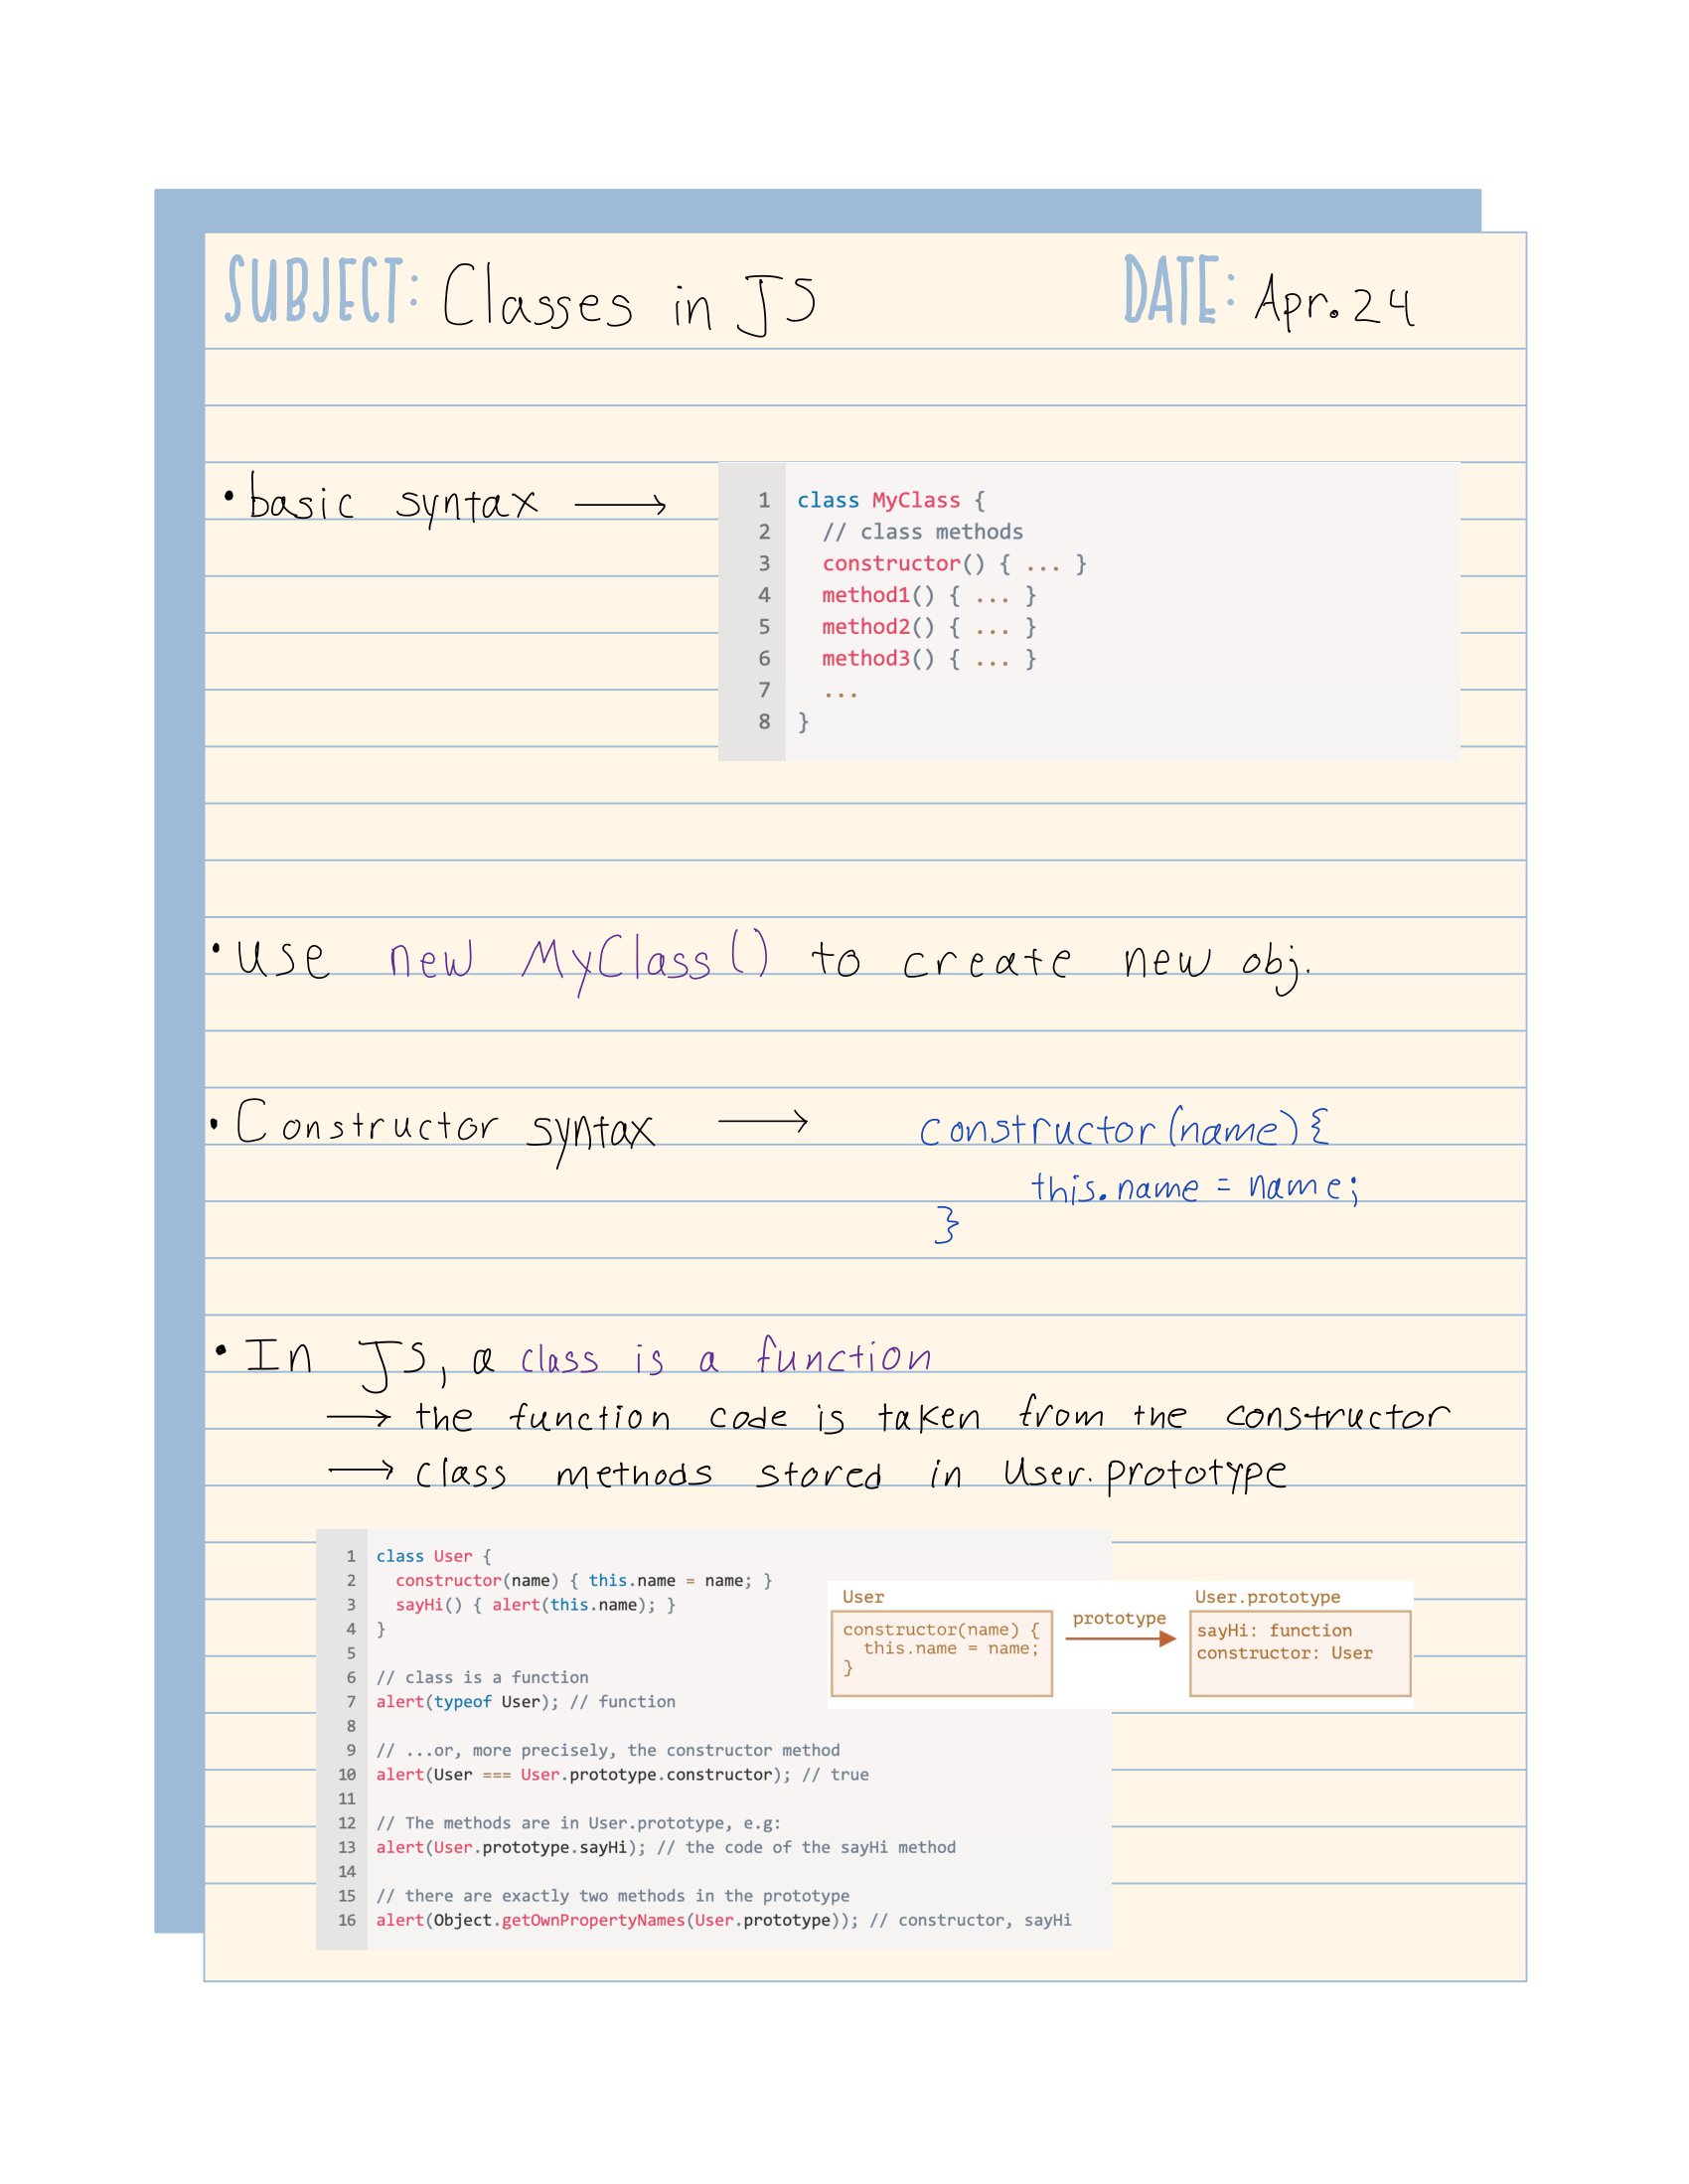 SUBJECT: Classes in JS DATE: Apr. 24
• basic syntax →
1 class MyClass {
2   // class methods
3   constructor() { ... }
4   method1() { ... }
5   method2() { ... }
6   method3() { ... }
7   ...
8 }
• use new MyClass() to create new obj.
• Constructor syntax → constructor(name){
this.name = name;
}
• In JS, a class is a function
→ the function code is taken from the constructor
→ class methods stored in User.prototype
1 class User {
2   constructor(name) { this.name = name; }
3   sayHi() { alert(this.name); }
4 }
5
6 // class is a function
7 alert(typeof User); // function
8
9 // ...or, more precisely, the constructor method
10 alert(User === User.prototype.constructor); // true
11
12 // The methods are in User.prototype, e.g:
13 alert(User.prototype.sayHi); // the code of the sayHi method
14
15 // there are exactly two methods in the prototype
16 alert(Object.getOwnPropertyNames(User.prototype)); // constructor, sayHi
User
constructor(name) {
  this.name = name;
}
prototype
User.prototype
sayHi: function
constructor: User